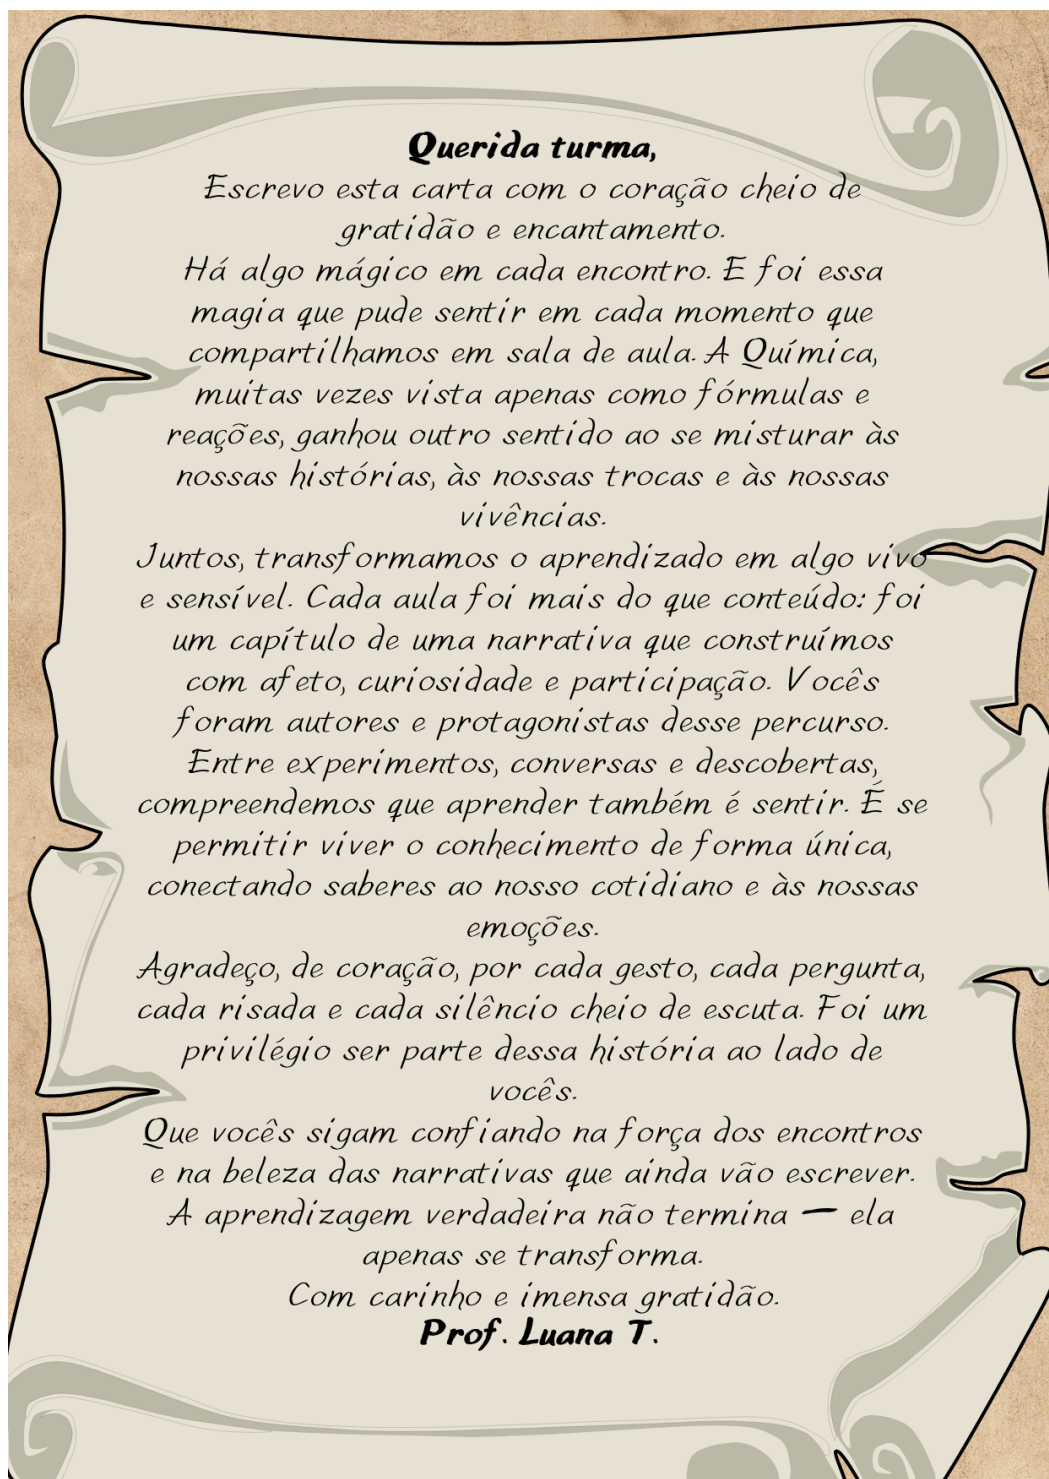 Querida turma,
Escrevo esta carta com o coração cheio de
gratidão e encantamento.
Há algo mágico em cada encontro. E foi essa
magia que pude sentir em cada momento que
compartilhamos em sala de aula. A Química,
muitas vezes vista apenas como fórmulas e
reações, ganhou outro sentido ao se misturar às
nossas histórias, às nossas trocas e às nossas
vivências.
Juntos, transformamos o aprendizado em algo vivo
e sensível. Cada aula foi mais do que conteúdo: foi
um capítulo de uma narrativa que construímos
com afeto, curiosidade e participação. Vocês
foram autores e protagonistas desse percurso.
Entre experimentos, conversas e descobertas,
compreendemos que aprender também é sentir. É se
permitir viver o conhecimento de forma única,
conectando saberes ao nosso cotidiano e às nossas
emoções.
Agradeço, de coração, por cada gesto, cada pergunta,
cada risada e cada silêncio cheio de escuta. Foi um
privilégio ser parte dessa história ao lado de
vocês.
Que vocês sigam confiando na força dos encontros
e na beleza das narrativas que ainda vão escrever.
A aprendizagem verdadeira não termina — ela
apenas se transforma.
Com carinho e imensa gratidão.
Prof. Luana T.